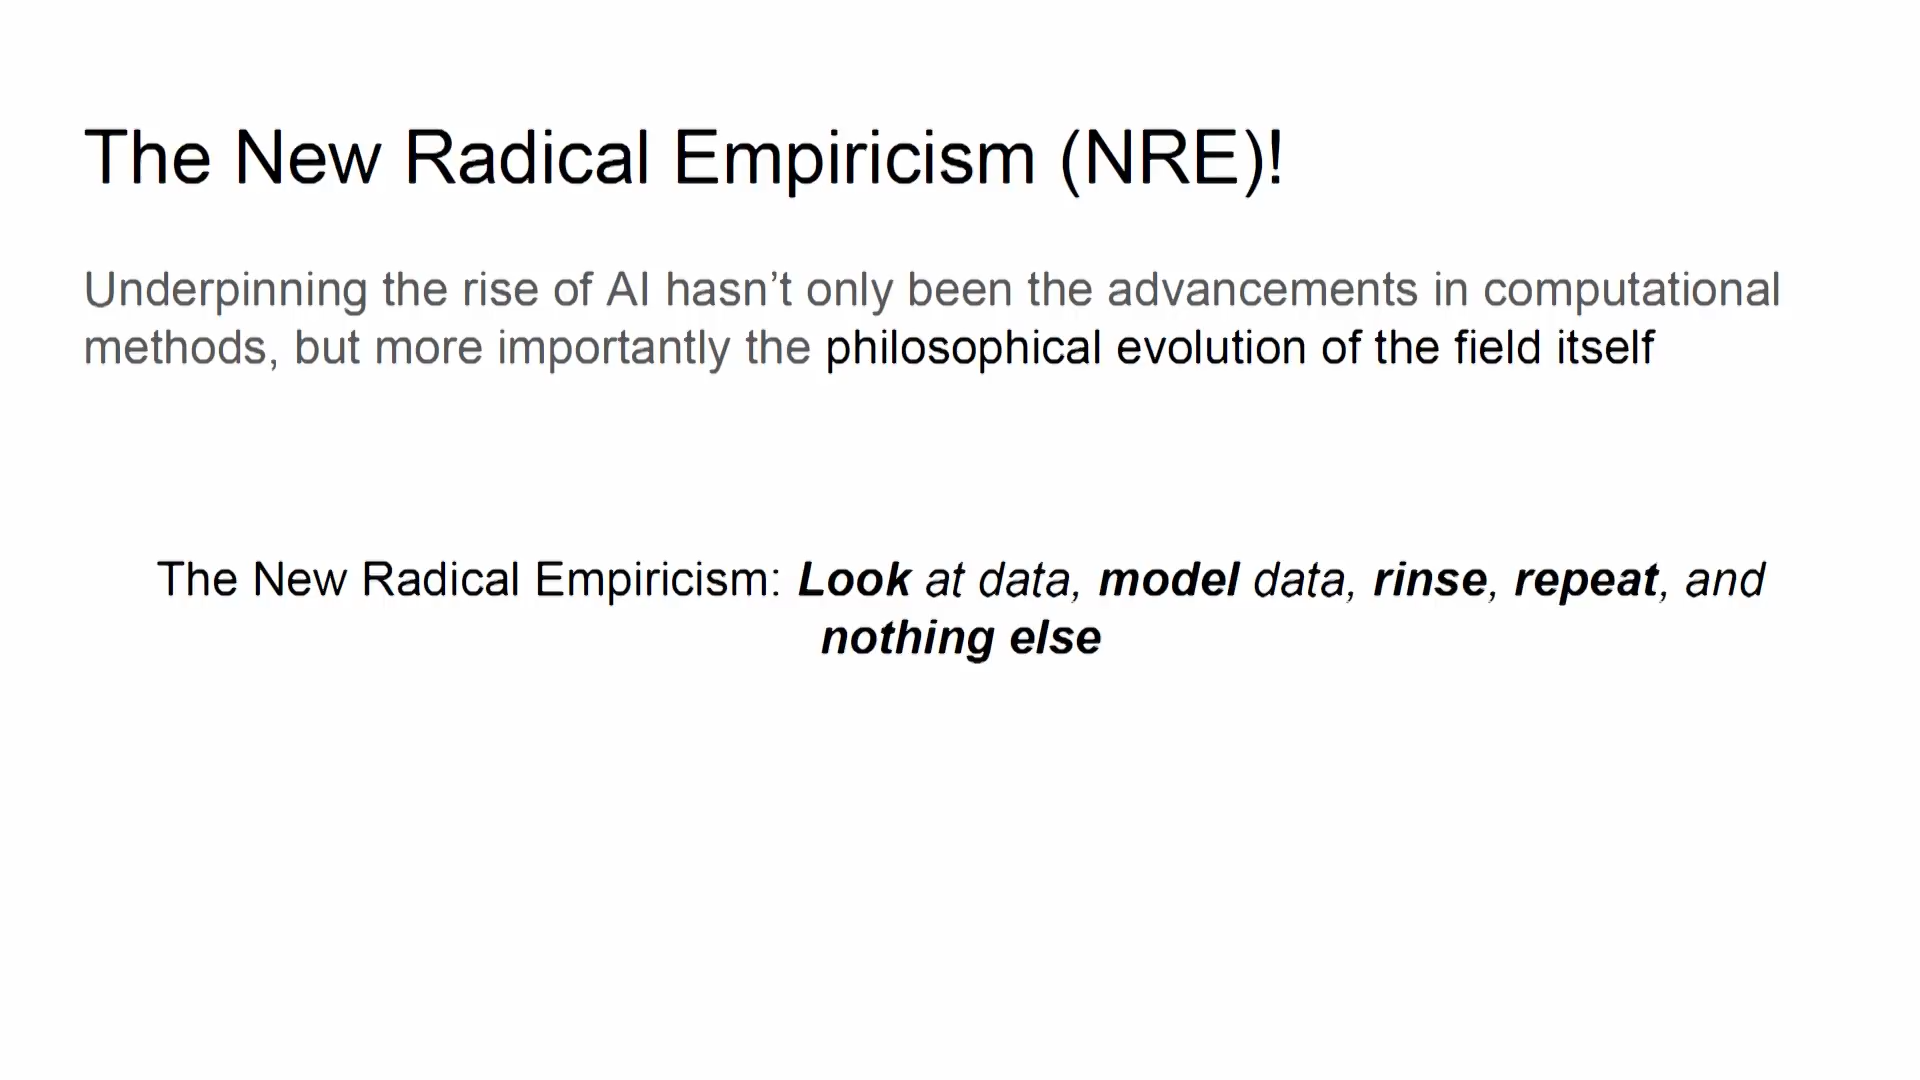 The New Radical Empiricism (NRE)!
Underpinning the rise of AI hasn’t only been the advancements in computational
methods, but more importantly the philosophical evolution of the field itself
The New Radical Empiricism: Look at data, model data, rinse, repeat, and
nothing else